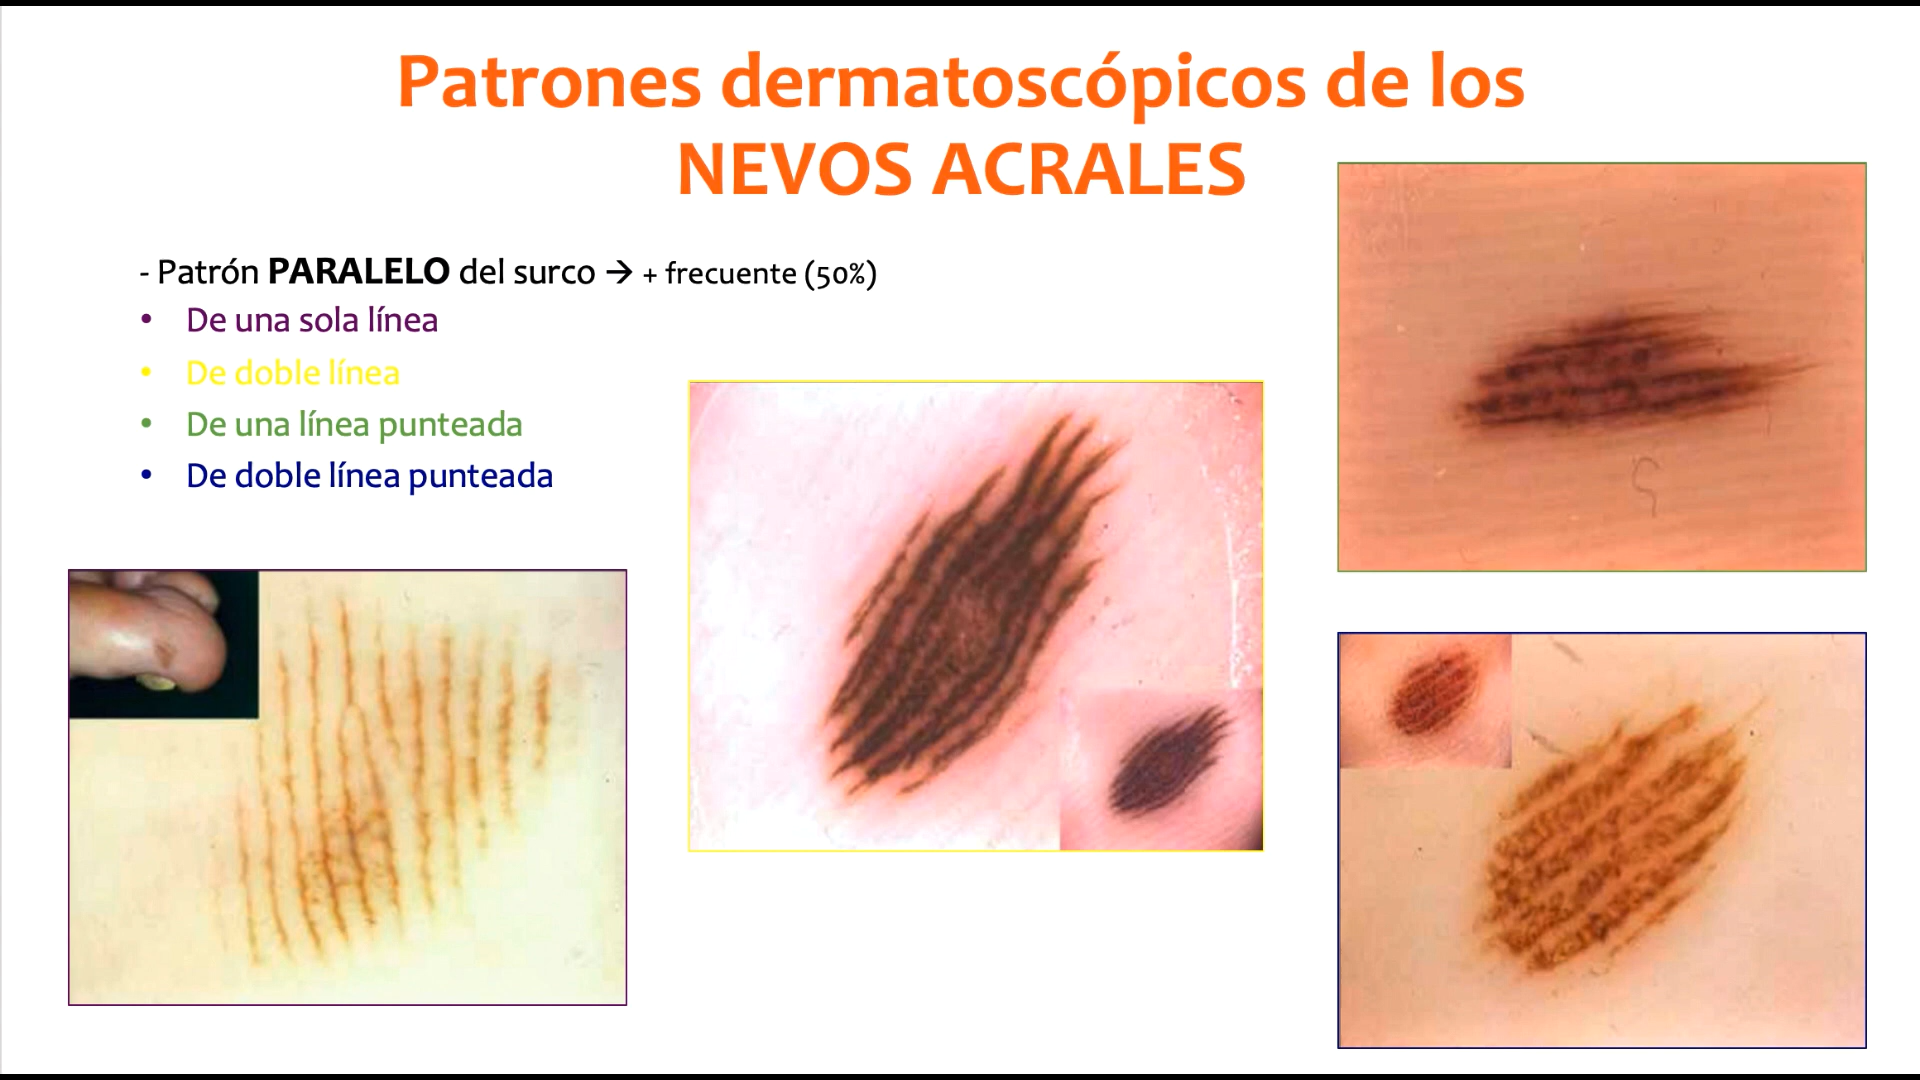 Patrones dermatoscópicos de los
NEVOS ACRALES
- Patrón PARALELO del surco → + frecuente (50%)
• De una sola línea
• De doble línea
• De una línea punteada
• De doble línea punteada